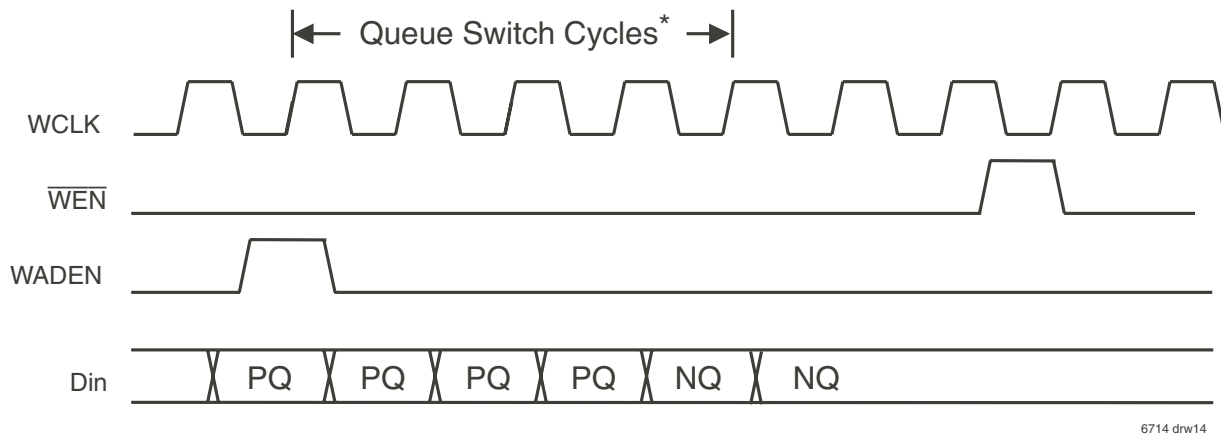 Queue Switch Cycles*
WCLK
WEN
WADEN
Din PQ PQ PQ PQ NQ NQ
6714 drw14